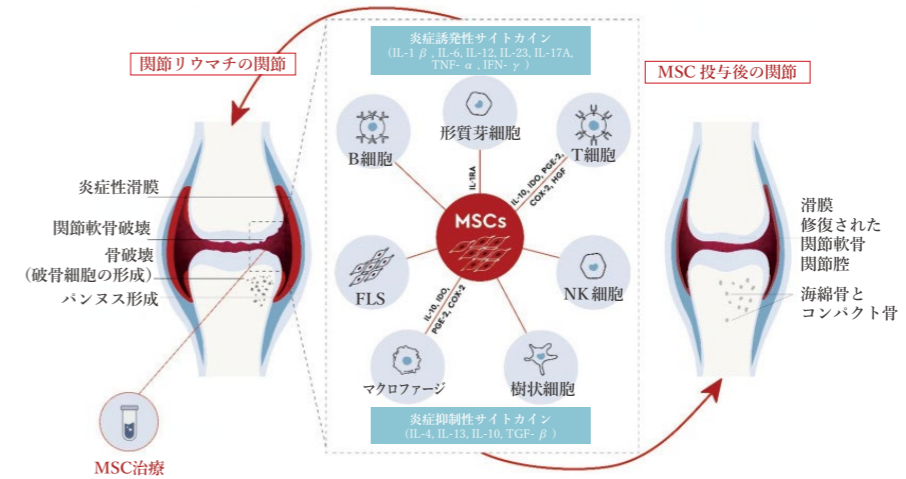 関節リウマチの関節
炎症性滑膜
関節軟骨破壊
骨破壊
(破骨細胞の形成)
パンヌス形成
MSC治療
炎症誘発性サイトカイン
(IL-1 β , IL-6, IL-12, IL-23, IL-17A,
TNF- α , IFN- γ )
B細胞
形質芽細胞
T細胞
IL-1RA
IL-10, IDO, PGE-2,
COX-2, HGF
MSCs
FLS
NK細胞
IL-10, IDO,
PGE-2, COX-2
マクロファージ
樹状細胞
炎症抑制性サイトカイン
(IL-4, IL-13, IL-10, TGF- β )
MSC 投与後の関節
滑膜
修復された
関節軟骨
関節腔
海綿骨と
コンパクト骨